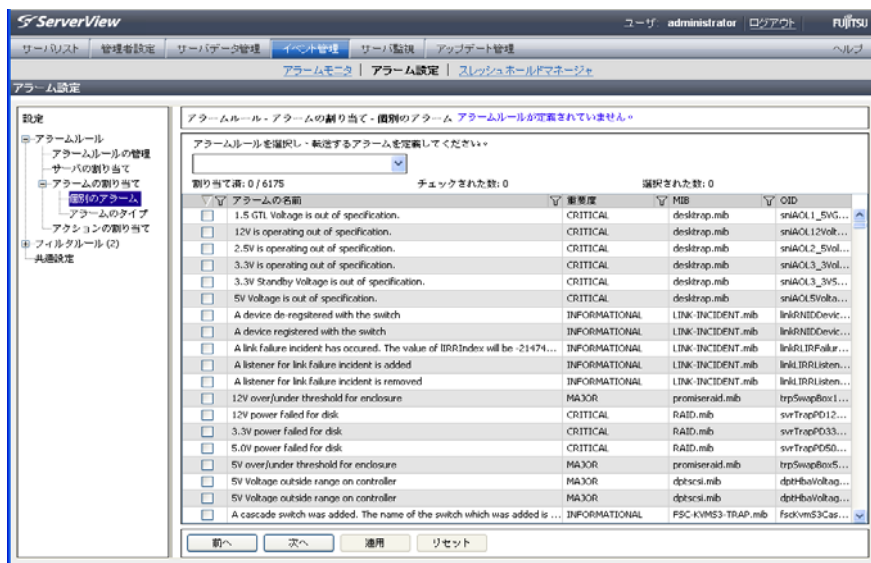 ServerView
ユーザ: administrator | ログアウト FUJITSU
サーバリスト 管理者設定 サーバデータ管理 イベント管理 サーバ監視 アップデート管理 ヘルプ
アラームモニタ | アラーム設定 | スレッショホールドマネージャ
アラーム設定
設定
アラームルール
アラームルールの管理
サーバの割り当て
アラームの割り当て
個別のアラーム
アラームのタイプ
アクションの割り当て
フィルタルール (2)
共通設定
アラームルール - アラームの割り当て - 個別のアラーム アラームルールが定義されていません。
アラームルールを選択し、転送するアラームを定義してください。
割り当て済: 0 / 6175 チェックされた数: 0 選択された数: 0
アラームの名前 重要度 MIB OID
1.5 GTL Voltage is out of specification. CRITICAL desktrap.mib sniAOL1_5VG...
12V is operating out of specification. CRITICAL desktrap.mib sniAOL12Volt...
2.5V is operating out of specification. CRITICAL desktrap.mib sniAOL2_5Vol...
3.3V is operating out of specification. CRITICAL desktrap.mib sniAOL3_3Vol...
3.3V Standby Voltage is out of specification. CRITICAL desktrap.mib sniAOL3_3VS...
5V Voltage is out of specification. CRITICAL desktrap.mib sniAOL5Volta...
A device de-regsitered with the switch INFORMATIONAL LINK-INCIDENT.mib linkRNIDDevic...
A device registered with the switch INFORMATIONAL LINK-INCIDENT.mib linkRNIDDevic...
A link failure incident has occured. The value of lIRRIndex will be -21474... INFORMATIONAL LINK-INCIDENT.mib linkRLIRFailur...
A listener for link failure incident is added INFORMATIONAL LINK-INCIDENT.mib linkLIRRListen...
A listener for link failure incident is removed INFORMATIONAL LINK-INCIDENT.mib linkLIRRListen...
12V over/under threshold for enclosure MAJOR promiseraid.mib trpSwapBox1...
12V power failed for disk CRITICAL RAID.mib svrTrapPD12...
3.3V power failed for disk CRITICAL RAID.mib svrTrapPD33...
5.0V power failed for disk CRITICAL RAID.mib svrTrapPD50...
5V over/under threshold for enclosure MAJOR promiseraid.mib trpSwapBox5...
5V Voltage outside range on controller MAJOR dptscsi.mib dptHbaVoltag...
5V Voltage outside range on controller MAJOR dptscsi.mib dptHbaVoltag...
A cascade switch was added. The name of the switch which was added is ... INFORMATIONAL FSC-KVMS3-TRAP.mib fscKvmS3Cas...
前へ 次へ 適用 リセット